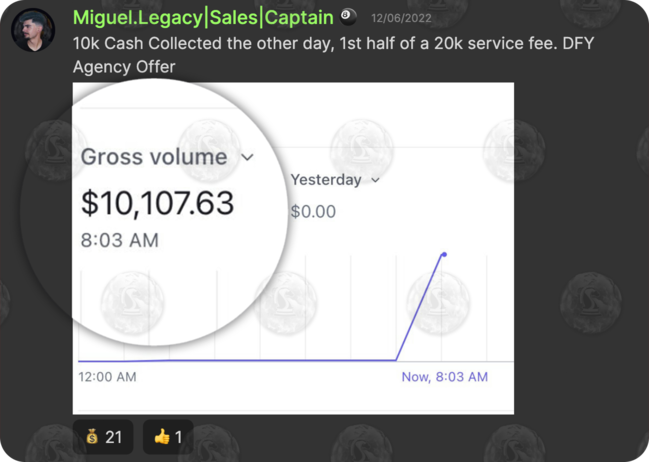 Miguel.Legacy|Sales|Captain 12/06/2022
10k Cash Collected the other day, 1st half of a 20k service fee. DFY
Agency Offer
Gross volume
$10,107.63
8:03 AM
Yesterday
$0.00
12:00 AM
Now, 8:03 AM
21
1